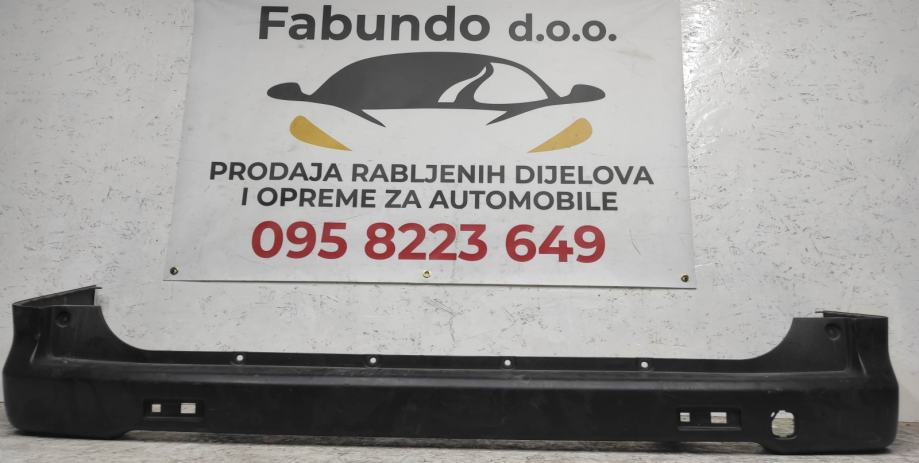 Fabundo d.o.o.
PRODAJA RABLJENIH DIJELOVA
I OPREME ZA AUTOMOBILE
095 8223 649